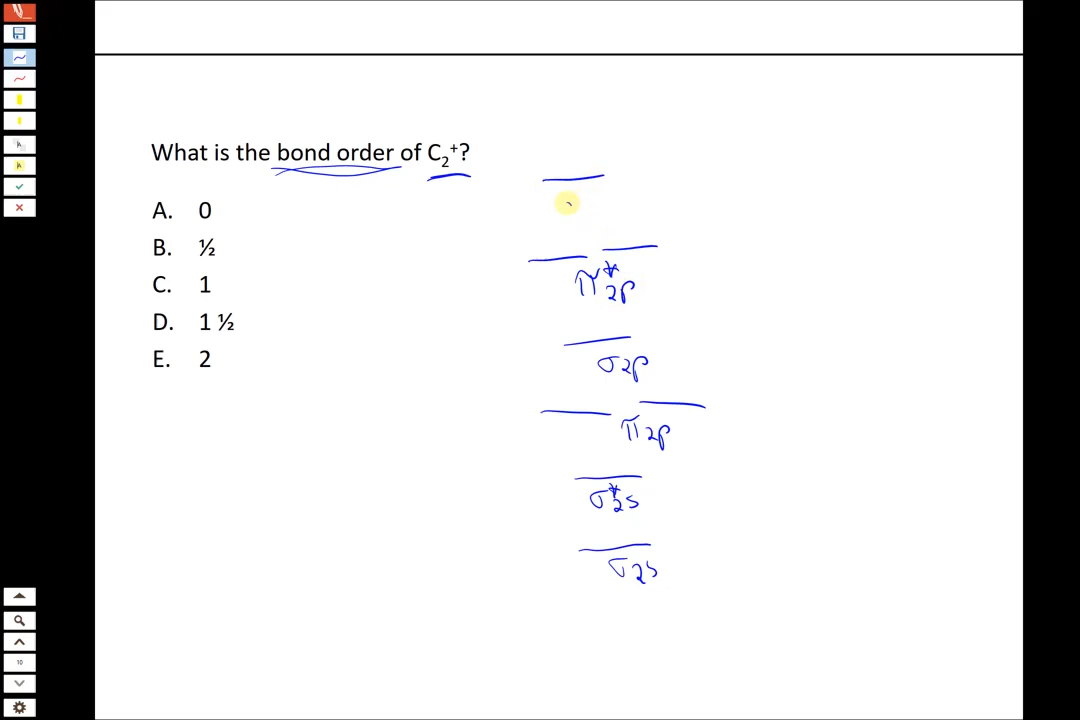 What is the bond order of C₂⁺?
A. 0
B. ½
C. 1
D. 1 ½
E. 2
π*2p
σ2p
π2p
σ*2s
σ2s
10